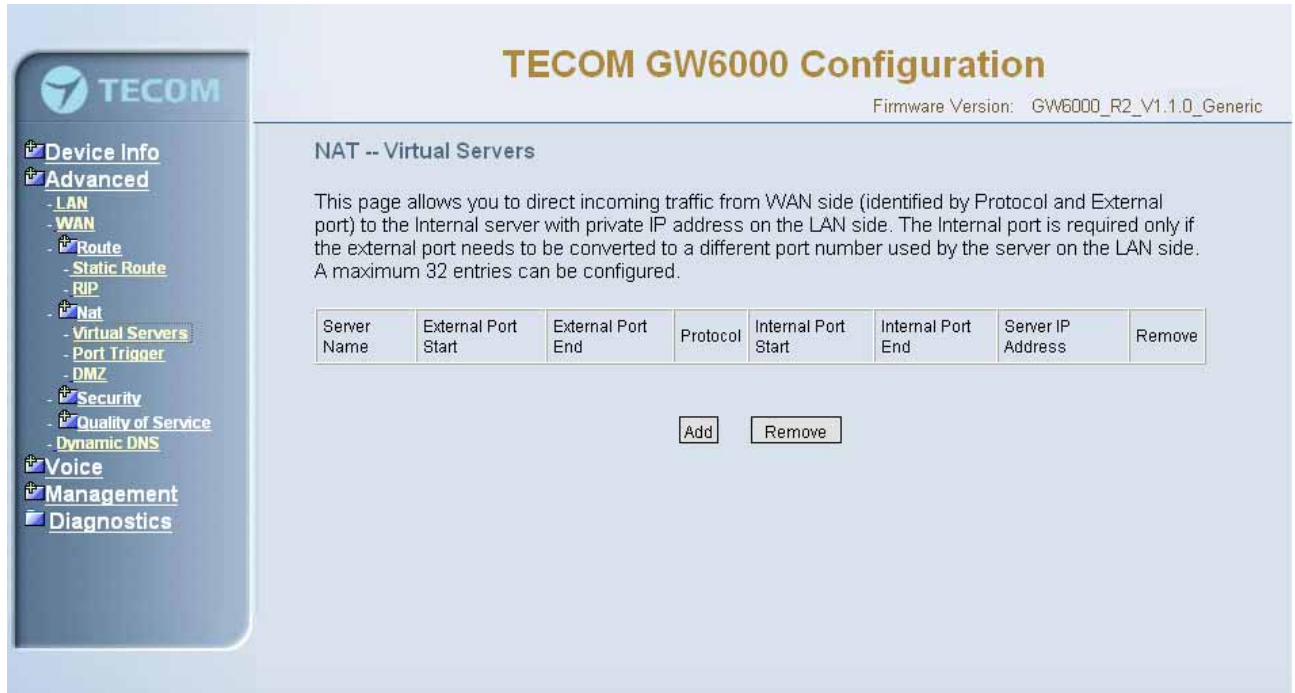 TECOM
TECOM GW6000 Configuration
Firmware Version: GW6000_R2_V1.1.0_Generic
Device Info
Advanced
- LAN
- WAN
- Route
- Static Route
- RIP
- Nat
- Virtual Servers
- Port Trigger
- DMZ
- Security
- Quality of Service
- Dynamic DNS
Voice
Management
Diagnostics
NAT -- Virtual Servers
This page allows you to direct incoming traffic from WAN side (identified by Protocol and External
port) to the Internal server with private IP address on the LAN side. The Internal port is required only if
the external port needs to be converted to a different port number used by the server on the LAN side.
A maximum 32 entries can be configured.
Server Name External Port Start External Port End Protocol Internal Port Start Internal Port End Server IP Address Remove
Add Remove